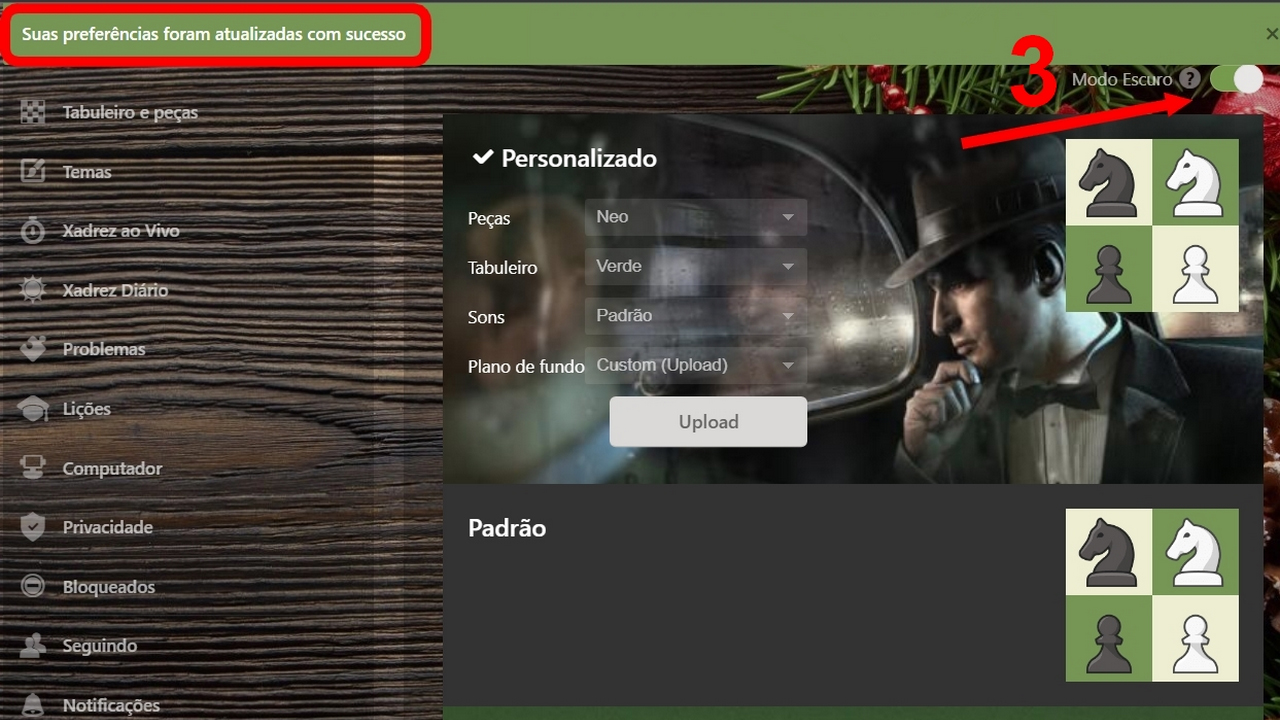 Suas preferências foram atualizadas com sucesso
×
3
Modo Escuro ?
Tabuleiro e peças
Temas
Xadrez ao Vivo
Xadrez Diário
Problemas
Lições
Computador
Privacidade
Bloqueados
Seguindo
Notificações
Personalizado
Peças Neo
Tabuleiro Verde
Sons Padrão
Plano de fundo Custom (Upload)
Upload
Padrão